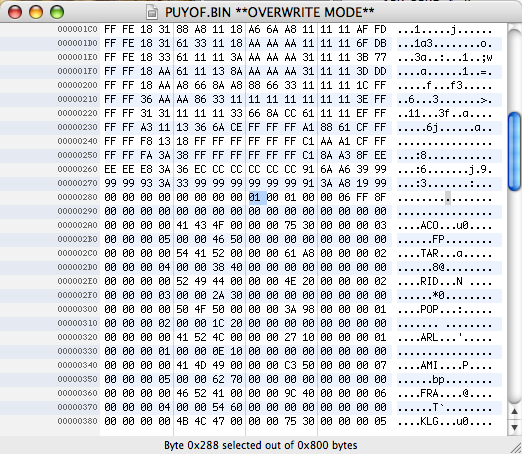 PUYOF.BIN **OVERWRITE MODE**
000001C0 FF FE 18 31 88 A8 11 18 A6 6A A8 11 11 11 AF FD ...1.....j......
000001D0 FF FE 18 31 61 33 11 18 AA AA AA 11 11 11 6F DB ...1a3........o.
000001E0 FF FF 18 33 61 11 11 3A AA AA AA 31 11 11 3B 77 ...3a..:...1..;w
000001F0 FF FF 18 AA 61 11 13 8A AA AA AA 31 11 11 3D DD ....a......1..=.
00000200 FF FF 18 AA A8 66 8A A8 88 66 33 11 11 11 1C FF .....f...f3.....
00000210 FF FF 36 AA AA 86 33 11 11 11 11 11 11 11 3E FF ..6...3.......>.
00000220 FF FF 31 31 11 11 11 33 66 8A CC 61 11 11 EF FF ..11...3f..a....
00000230 FF FF A3 11 13 36 6A CE FF FF FF A1 88 61 CF FF .....6j......a..
00000240 FF FF F8 13 18 FF FF FF FF FF FF C1 AA A1 CF FF ................
00000250 FF FF FA 3A 38 FF FF FF FF FF FF C1 8A A3 8F EE ...:8...........
00000260 EE EE E8 3A 36 EC CC CC CC CC CC 91 6A A6 39 99 ...:6.......j.9.
00000270 99 99 93 3A 33 99 99 99 99 99 99 91 3A A8 19 99 ...:3.......:...
00000280 00 00 00 00 00 00 00 00 01 00 01 00 00 06 FF 8F ................
00000290 00 00 00 00 00 00 00 00 00 00 00 00 00 00 00 00 ................
000002A0 00 00 00 00 41 43 4F 00 00 00 75 30 00 00 00 03 ....ACO...u0....
000002B0 00 00 00 05 00 00 46 50 00 00 00 00 00 00 00 00 ......FP........
000002C0 00 00 00 00 54 41 52 00 00 00 61 A8 00 00 00 02 ....TAR...a.....
000002D0 00 00 00 04 00 00 38 40 00 00 00 00 00 00 00 00 ......8@........
000002E0 00 00 00 00 52 49 44 00 00 00 4E 20 00 00 00 02 ....RID...N ....
000002F0 00 00 00 03 00 00 2A 30 00 00 00 00 00 00 00 00 ......*0........
00000300 00 00 00 00 50 4F 50 00 00 00 3A 98 00 00 00 01 ....POP...:.....
00000310 00 00 00 02 00 00 1C 20 00 00 00 00 00 00 00 00 ....... ........
00000320 00 00 00 00 41 52 4C 00 00 00 27 10 00 00 00 01 ....ARL...'.....
00000330 00 00 00 01 00 00 0E 10 00 00 00 00 00 00 00 00 ................
00000340 00 00 00 00 41 4D 49 00 00 00 C3 50 00 00 00 07 ....AMI....P....
00000350 00 00 00 05 00 00 62 70 00 00 00 00 00 00 00 00 ......bp........
00000360 00 00 00 00 46 52 41 00 00 00 9C 40 00 00 00 06 ....FRA....@....
00000370 00 00 00 04 00 00 54 60 00 00 00 00 00 00 00 00 ......T`........
00000380 00 00 00 00 4B 4C 47 00 00 00 75 30 00 00 00 05 ....KLG...u0....
Byte 0x288 selected out of 0x800 bytes